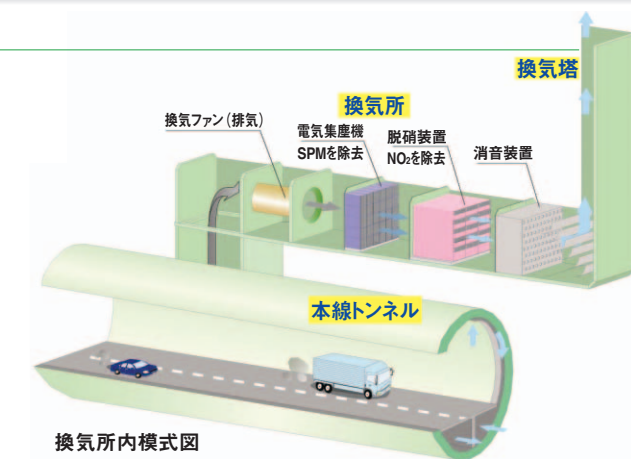 換気塔
換気所
換気ファン(排気)
電気集塵機
SPMを除去
脱硝装置
NO₂を除去
消音装置
本線トンネル
換気所内模式図